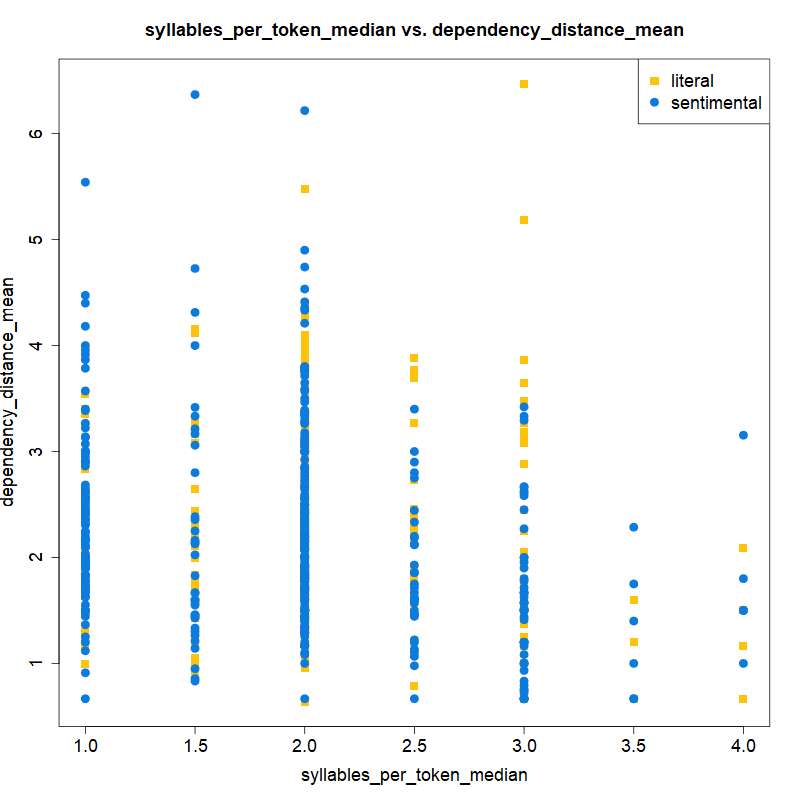 syllables_per_token_median vs. dependency_distance_mean
literal
sentimental
dependency_distance_mean
6
5
4
3
2
1
1.0 1.5 2.0 2.5 3.0 3.5 4.0
syllables_per_token_median